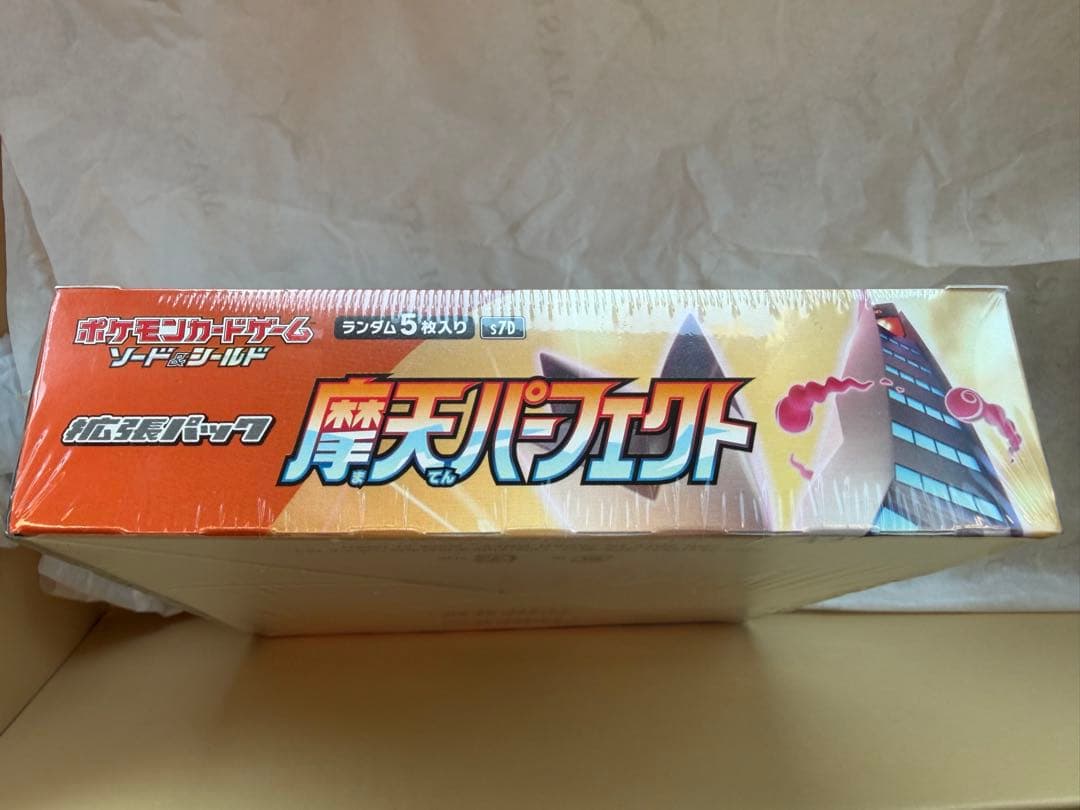 ポケモンカードゲーム
ソード&シールド
ランダム5枚入り
s7D
拡張パック
摩天パーフェクト
まてん